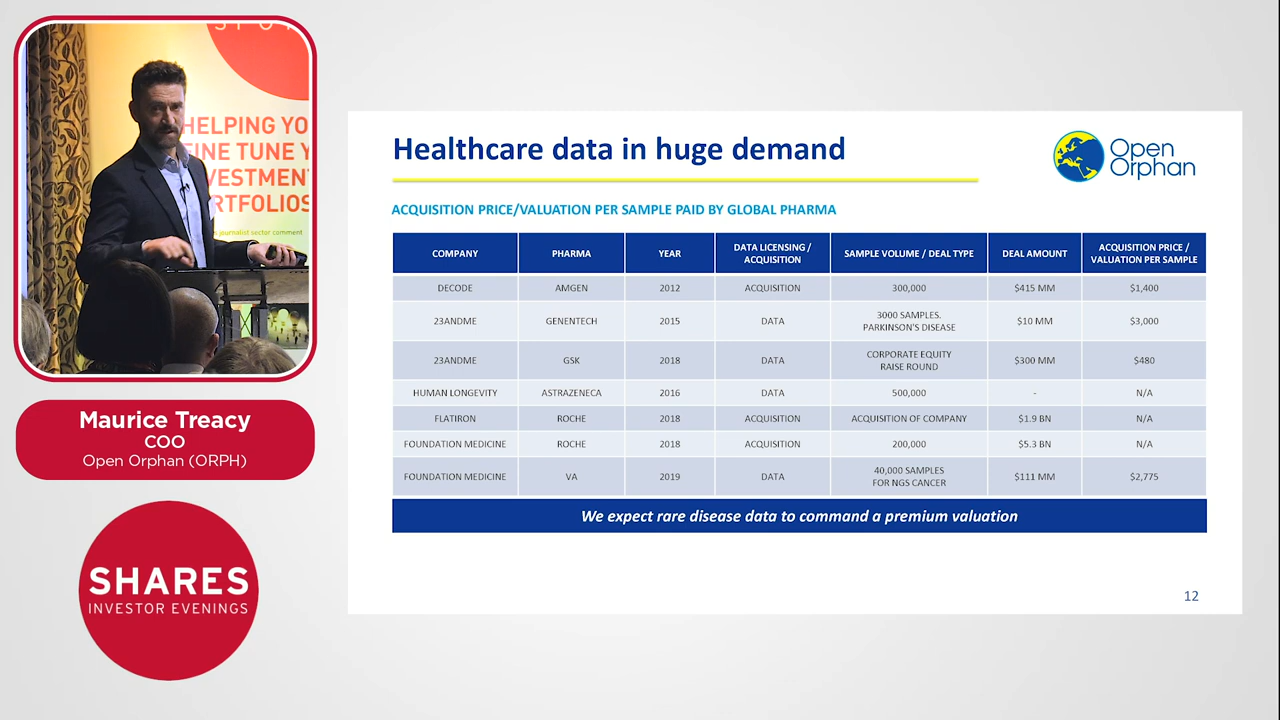 STOR
HELPING YO
FINE TUNE Y
VESTMEN
RTFOLIOS
s journalist sector comment
Maurice Treacy
COO
Open Orphan (ORPH)
SHARES
INVESTOR EVENINGS
Healthcare data in huge demand
Open
Orphan
ACQUISITION PRICE/VALUATION PER SAMPLE PAID BY GLOBAL PHARMA
COMPANY PHARMA YEAR DATA LICENSING / ACQUISITION SAMPLE VOLUME / DEAL TYPE DEAL AMOUNT ACQUISITION PRICE / VALUATION PER SAMPLE
DECODE AMGEN 2012 ACQUISITION 300,000 $415 MM $1,400
23ANDME GENENTECH 2015 DATA 3000 SAMPLES. PARKINSON'S DISEASE $10 MM $3,000
23ANDME GSK 2018 DATA CORPORATE EQUITY RAISE ROUND $300 MM $480
HUMAN LONGEVITY ASTRAZENECA 2016 DATA 500,000 - N/A
FLATIRON ROCHE 2018 ACQUISITION ACQUISITION OF COMPANY $1.9 BN N/A
FOUNDATION MEDICINE ROCHE 2018 ACQUISITION 200,000 $5.3 BN N/A
FOUNDATION MEDICINE VA 2019 DATA 40,000 SAMPLES FOR NGS CANCER $111 MM $2,775
We expect rare disease data to command a premium valuation
12